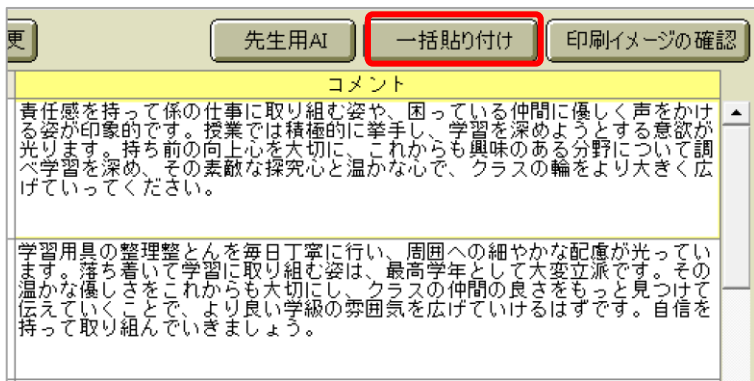 更
先生用AI
一括貼り付け
印刷イメージの確認
コメント
責任感を持って係の仕事に取り組む姿や、困っている仲間に優しく声をかけ
る姿が印象的です。授業では積極的に挙手し、学習を深めようとする意欲が
光ります。持ち前の向上心を大切に、これからも興味のある分野について調
べ学習を深め、その素敵な探究心と温かな心で、クラスの輪をより大きく広
げていってください。
学習用具の整理整とんを毎日丁寧に行い、周囲への細やかな配慮が光ってい
ます。落ち着いて学習に取り組む姿は、最高学年として大変立派です。その
温かな優しさをこれからも大切にし、クラスの仲間の良さをもっと見つけて
伝えていくことで、より良い学級の雰囲気を広げていけるはずです。自信を
持って取り組んでいきましょう。